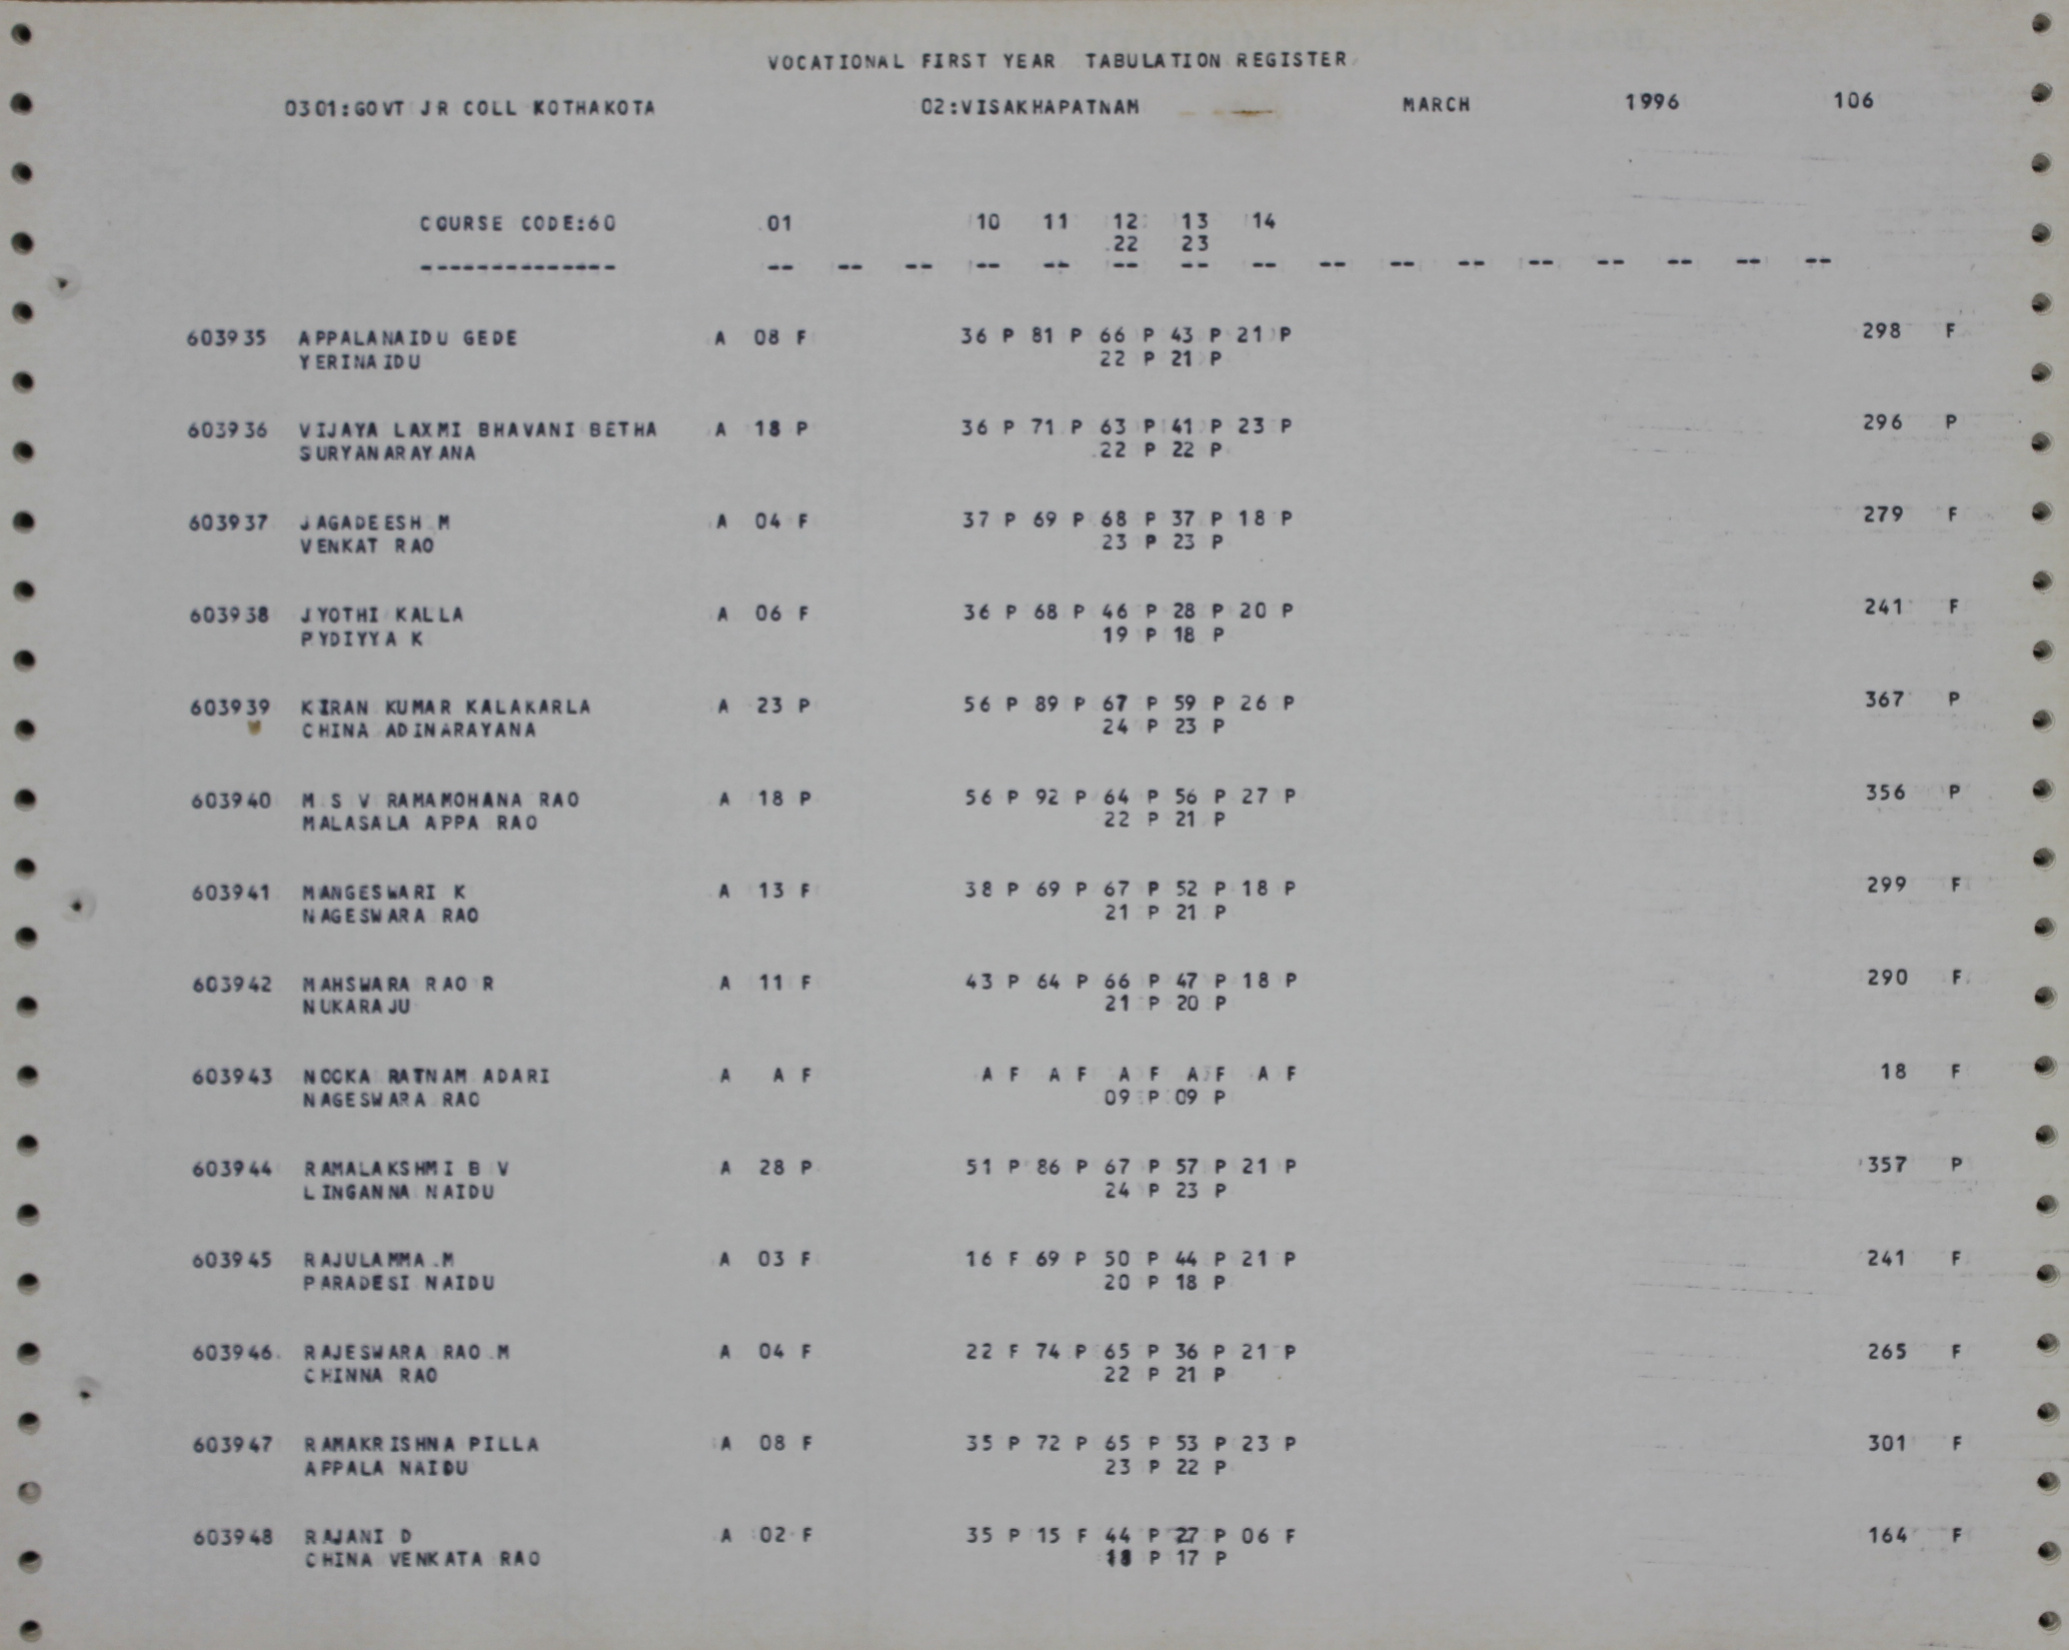 VOCATIONAL FIRST YEAR TABULATION REGISTER
0301:GOVT JR COLL KOTHAKOTA 02:VISAKHAPATNAM MARCH 1996 106
COURSE CODE:60 01 10 11 12 13 14
22 23
-------------- -- -- -- -- -- -- -- -- -- -- -- -- -- -- -- --
603935 APPALANAIDU GEDE A 08 F 36 P 81 P 66 P 43 P 21 P 298 F
YERINAIDU 22 P 21 P
603936 VIJAYA LAXMI BHAVANI BETHA A 18 P 36 P 71 P 63 P 41 P 23 P 296 P
SURYANARAYANA 22 P 22 P
603937 JAGADEESH M A 04 F 37 P 69 P 68 P 37 P 18 P 279 F
VENKAT RAO 23 P 23 P
603938 JYOTHI KALLA A 06 F 36 P 68 P 46 P 28 P 20 P 241 F
PYDIYYA K 19 P 18 P
603939 KIRAN KUMAR KALAKARLA A 23 P 56 P 89 P 67 P 59 P 26 P 367 P
CHINA ADINARAYANA 24 P 23 P
603940 M S V RAMAMOHANA RAO A 18 P 56 P 92 P 64 P 56 P 27 P 356 P
MALASALA APPA RAO 22 P 21 P
603941 MANGESWARI K A 13 F 38 P 69 P 67 P 52 P 18 P 299 F
NAGESWARA RAO 21 P 21 P
603942 MAHSWARA RAO R A 11 F 43 P 64 P 66 P 47 P 18 P 290 F
NUKARAJU 21 P 20 P
603943 NOOKA RATNAM ADARI A A F A F A F A F A F A F 18 F
NAGESWARA RAO 09 P 09 P
603944 RAMALAKSHMI B V A 28 P 51 P 86 P 67 P 57 P 21 P 357 P
LINGANNA NAIDU 24 P 23 P
603945 RAJULAMMA M A 03 F 16 F 69 P 50 P 44 P 21 P 241 F
PARADESI NAIDU 20 P 18 P
603946 RAJESWARA RAO M A 04 F 22 F 74 P 65 P 36 P 21 P 265 F
CHINNA RAO 22 P 21 P
603947 RAMAKRISHNA PILLA A 08 F 35 P 72 P 65 P 53 P 23 P 301 F
APPALA NAIDU 23 P 22 P
603948 RAJANI D A 02 F 35 P 15 F 44 P 27 P 06 F 164 F
CHINA VENKATA RAO 18 P 17 P